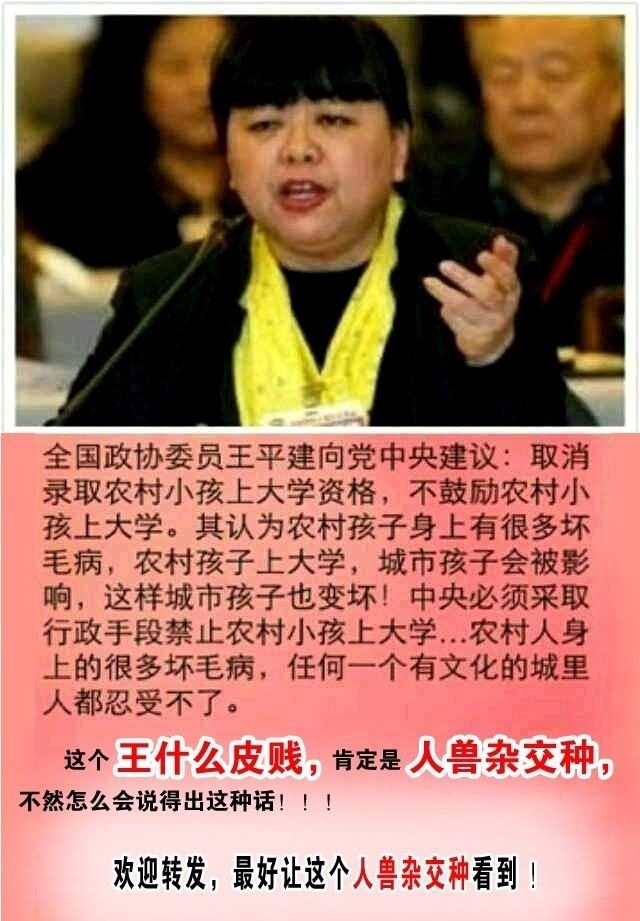 全国政协委员王平建向党中央建议：取消
录取农村小孩上大学资格，不鼓励农村小
孩上大学。其认为农村孩子身上有很多坏
毛病，农村孩子上大学，城市孩子会被影
响，这样城市孩子也变坏！中央必须采取
行政手段禁止农村小孩上大学...农村人身
上的很多坏毛病，任何一个有文化的城里
人都忍受不了。
这个王什么皮贱，肯定是人兽杂交种，
不然怎么会说得出这种话！！！
欢迎转发，最好让这个人兽杂交种看到！